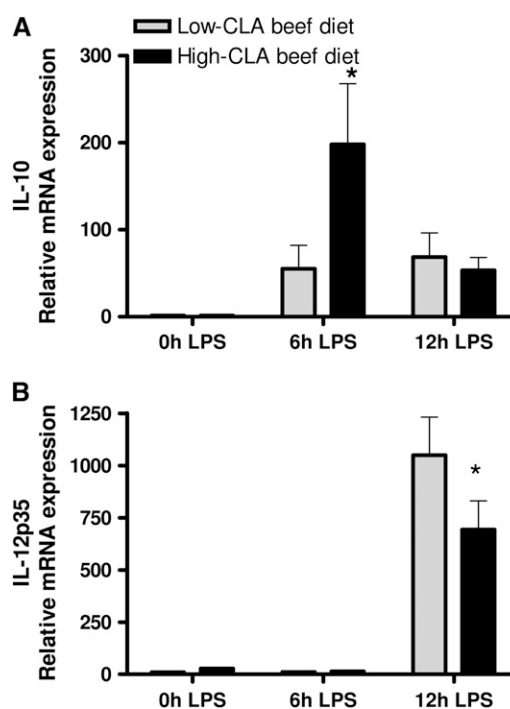 A
Low-CLA beef diet
High-CLA beef diet
IL-10
Relative mRNA expression
300
200
100
0
*
0h LPS 6h LPS 12h LPS
B
IL-12p35
Relative mRNA expression
1250
1000
750
500
250
0
*
0h LPS 6h LPS 12h LPS